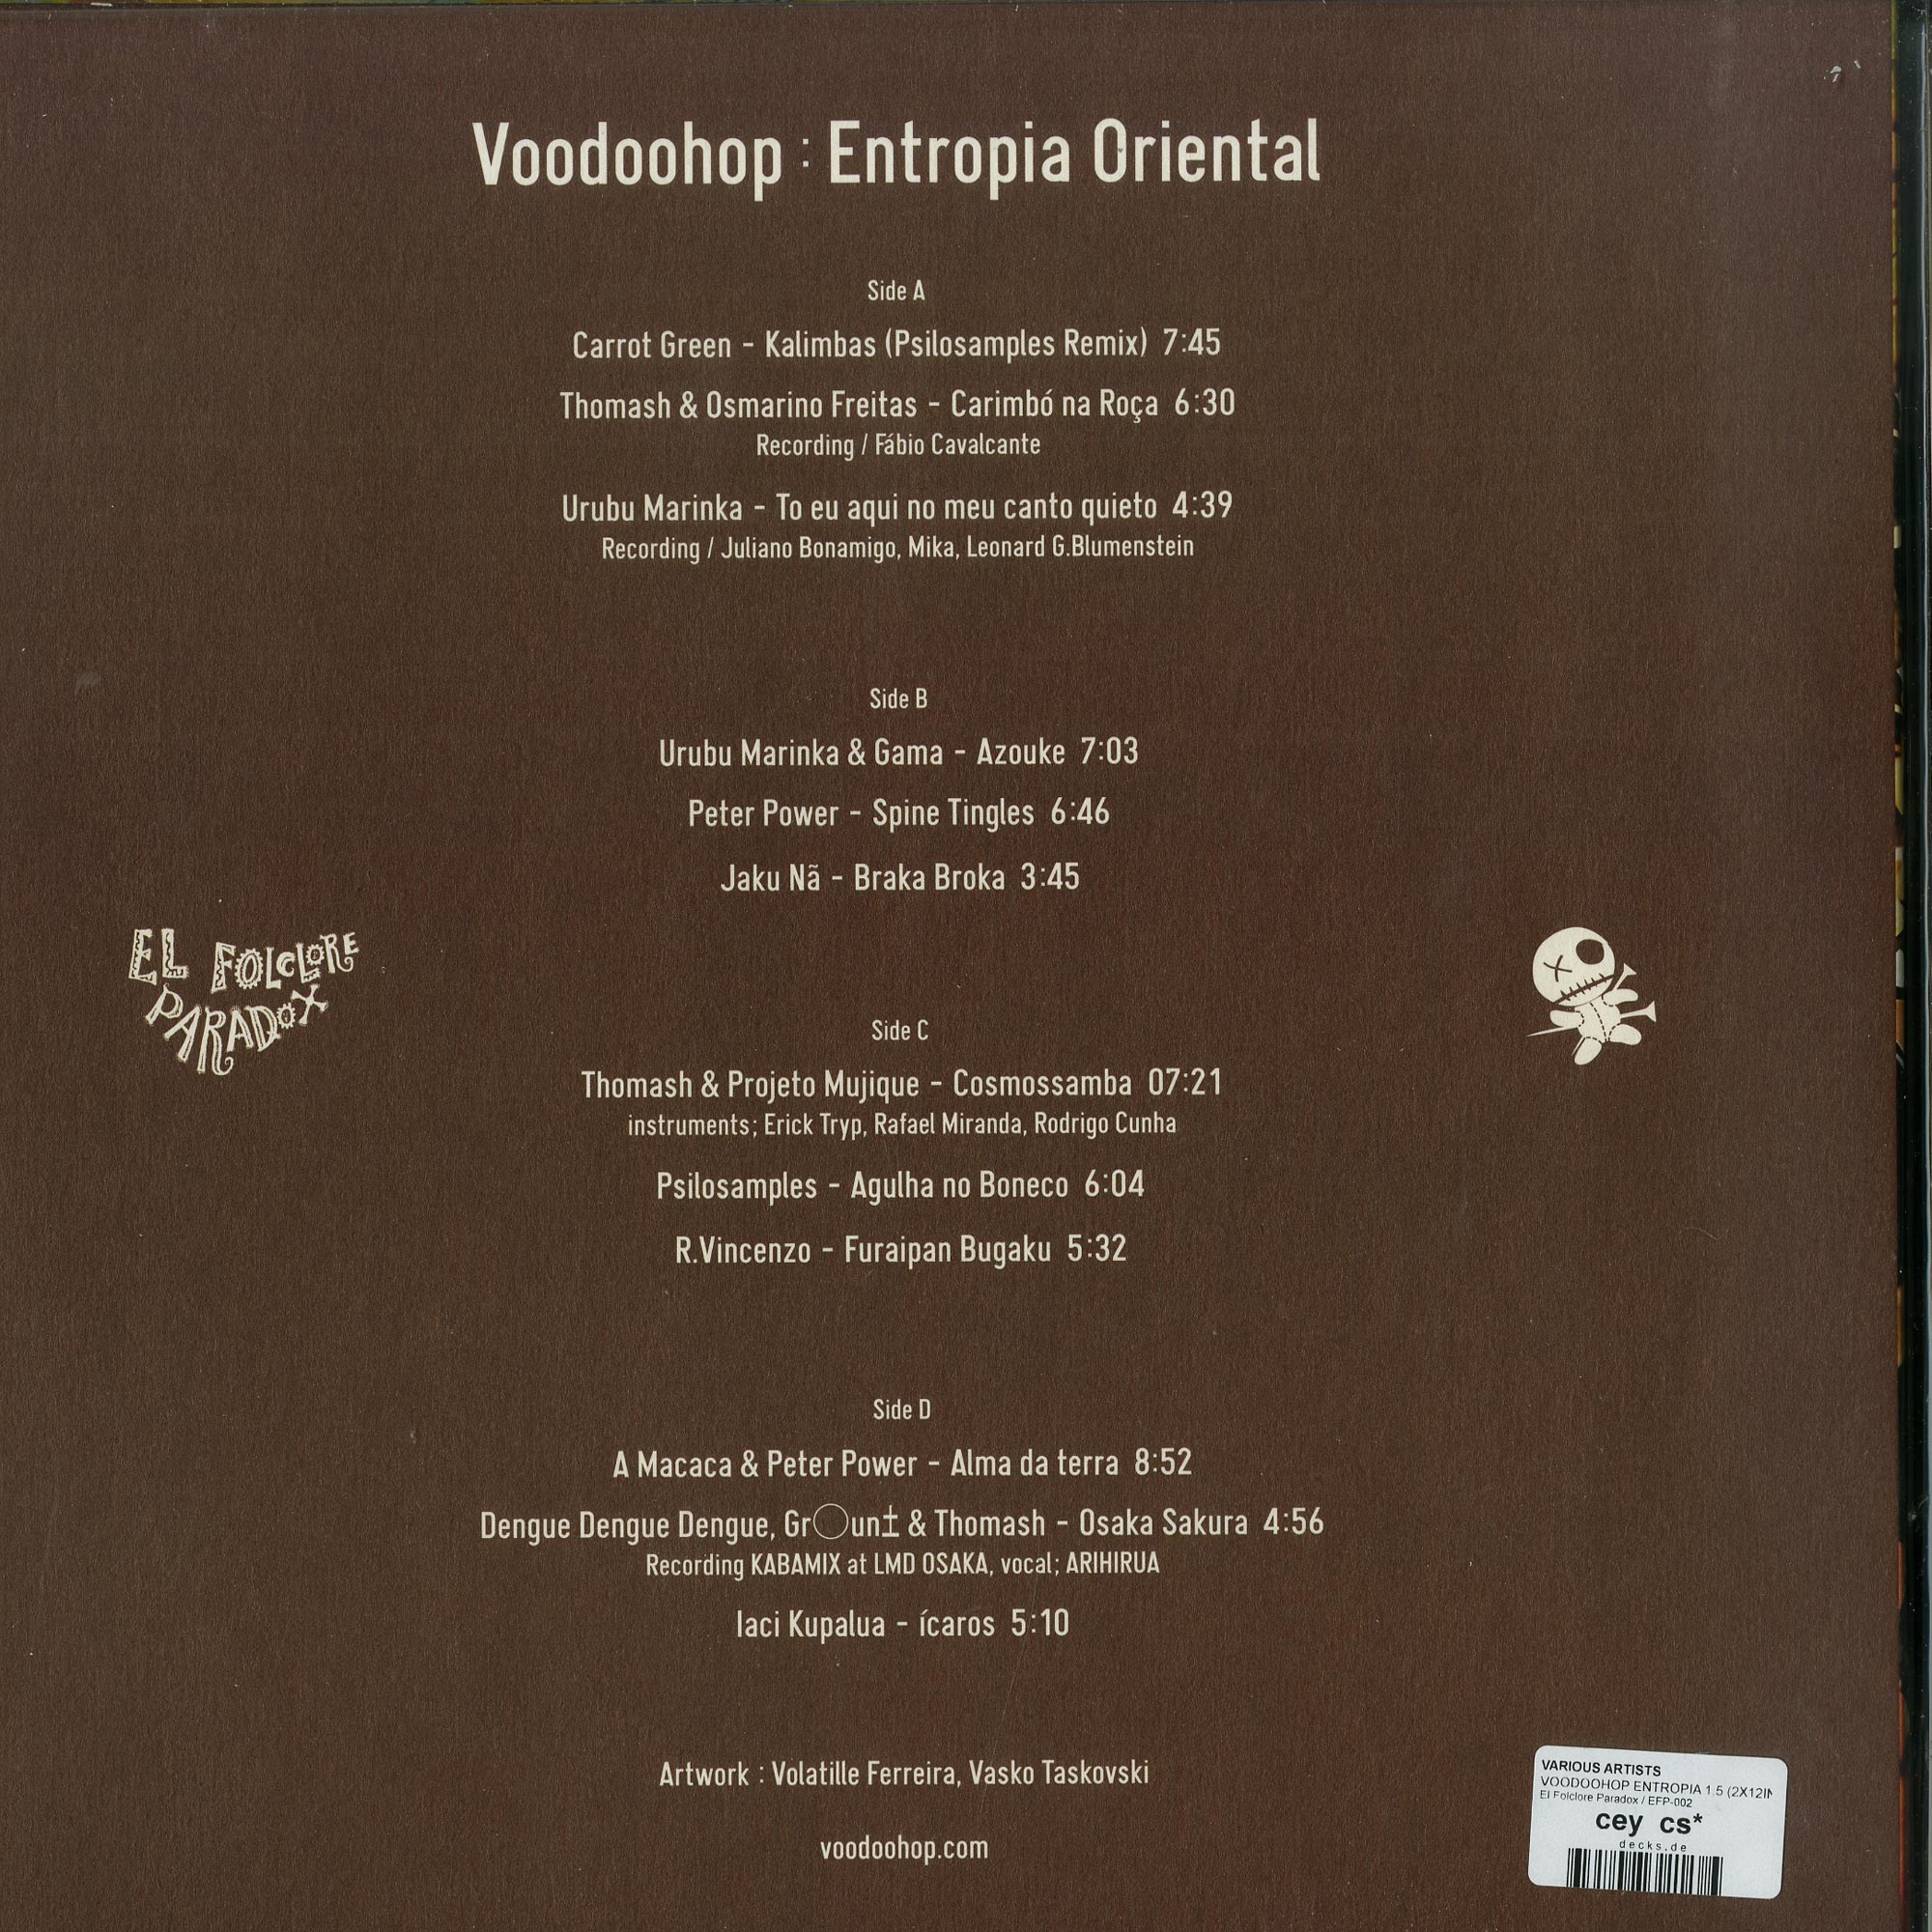 Voodoohop : Entropia Oriental
Side A
Carrot Green - Kalimbas (Psilosamples Remix) 7:45
Thomash & Osmarino Freitas - Carimbó na Roça 6:30
Recording / Fábio Cavalcante
Urubu Marinka - To eu aqui no meu canto quieto 4:39
Recording / Juliano Bonamigo, Mika, Leonard G.Blumenstein
Side B
Urubu Marinka & Gama - Azouke 7:03
Peter Power - Spine Tingles 6:46
Jaku Nã - Braka Broka 3:45
EL FOLCLORE
PARADOX
Side C
Thomash & Projeto Mujique - Cosmossamba 07:21
instruments; Erick Tryp, Rafael Miranda, Rodrigo Cunha
Psilosamples - Agulha no Boneco 6:04
R.Vincenzo - Furaipan Bugaku 5:32
Side D
A Macaca & Peter Power - Alma da terra 8:52
Dengue Dengue Dengue, Gr◯un± & Thomash - Osaka Sakura 4:56
Recording KABAMIX at LMD OSAKA, vocal; ARIHIRUA
Iaci Kupalua - ícaros 5:10
Artwork : Volatille Ferreira, Vasko Taskovski
voodoohop.com
VARIOUS ARTISTS
VOODOOHOP ENTROPIA 1.5 (2X12IN
El Folclore Paradox / EFP-002
cey cs*
decks.de